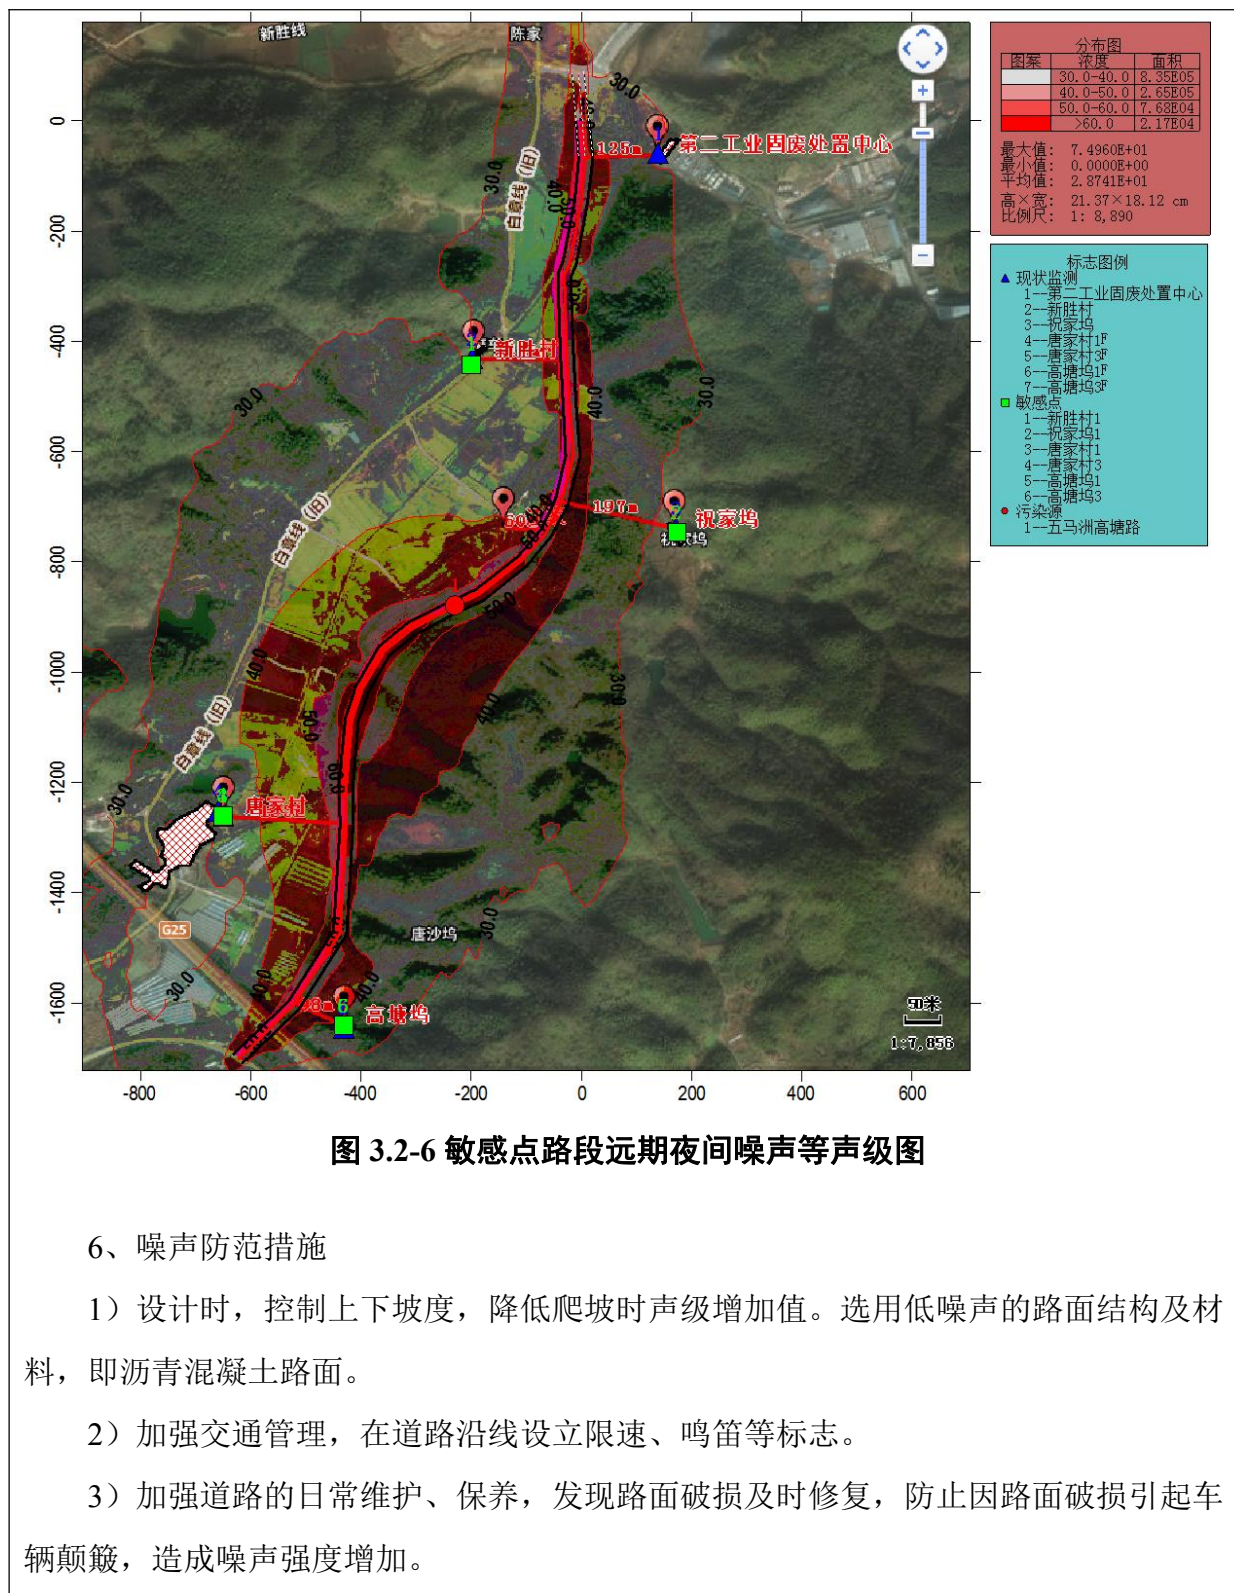 新胜线
陈家
30.0
0
-200
-400
-600
-800
-1000
-1200
-1400
-1600
-800
-600
-400
-200
0
200
400
600
125m
第二工业固废处置中心
30.0
40.0
白章线（旧）
新胜村
30.0
40.0
30.0
197m
祝家坞
祝家坞
白章线（旧）
50.0
40.0
40.0
30.0
50.0
60.0
白章线（旧）
30.0
唐家村
G25
唐沙坞
30.0
30.0
40.0
40.0
98m
6
高塘坞
50米
1:7,856
分布图
图案 浓度 面积
30.0-40.0 8.35E05
40.0-50.0 2.65E05
50.0-60.0 7.68E04
>60.0 2.17E04
最大值: 7.4960E+01
最小值: 0.0000E+00
平均值: 2.8741E+01
高×宽: 21.37×18.12 cm
比例尺: 1: 8,890
标志图例
现状监测
1--第二工业固废处置中心
2--新胜村
3--祝家坞
4--唐家村1F
5--唐家村3F
6--高塘坞1F
7--高塘坞3F
敏感点
1--新胜村1
2--祝家坞1
3--唐家村1
4--唐家村3
5--高塘坞1
6--高塘坞3
污染源
1--五马洲高塘路
图 3.2-6 敏感点路段远期夜间噪声等声级图
6、噪声防范措施
1）设计时，控制上下坡度，降低爬坡时声级增加值。选用低噪声的路面结构及材
料，即沥青混凝土路面。
2）加强交通管理，在道路沿线设立限速、鸣笛等标志。
3）加强道路的日常维护、保养，发现路面破损及时修复，防止因路面破损引起车
辆颠簸，造成噪声强度增加。